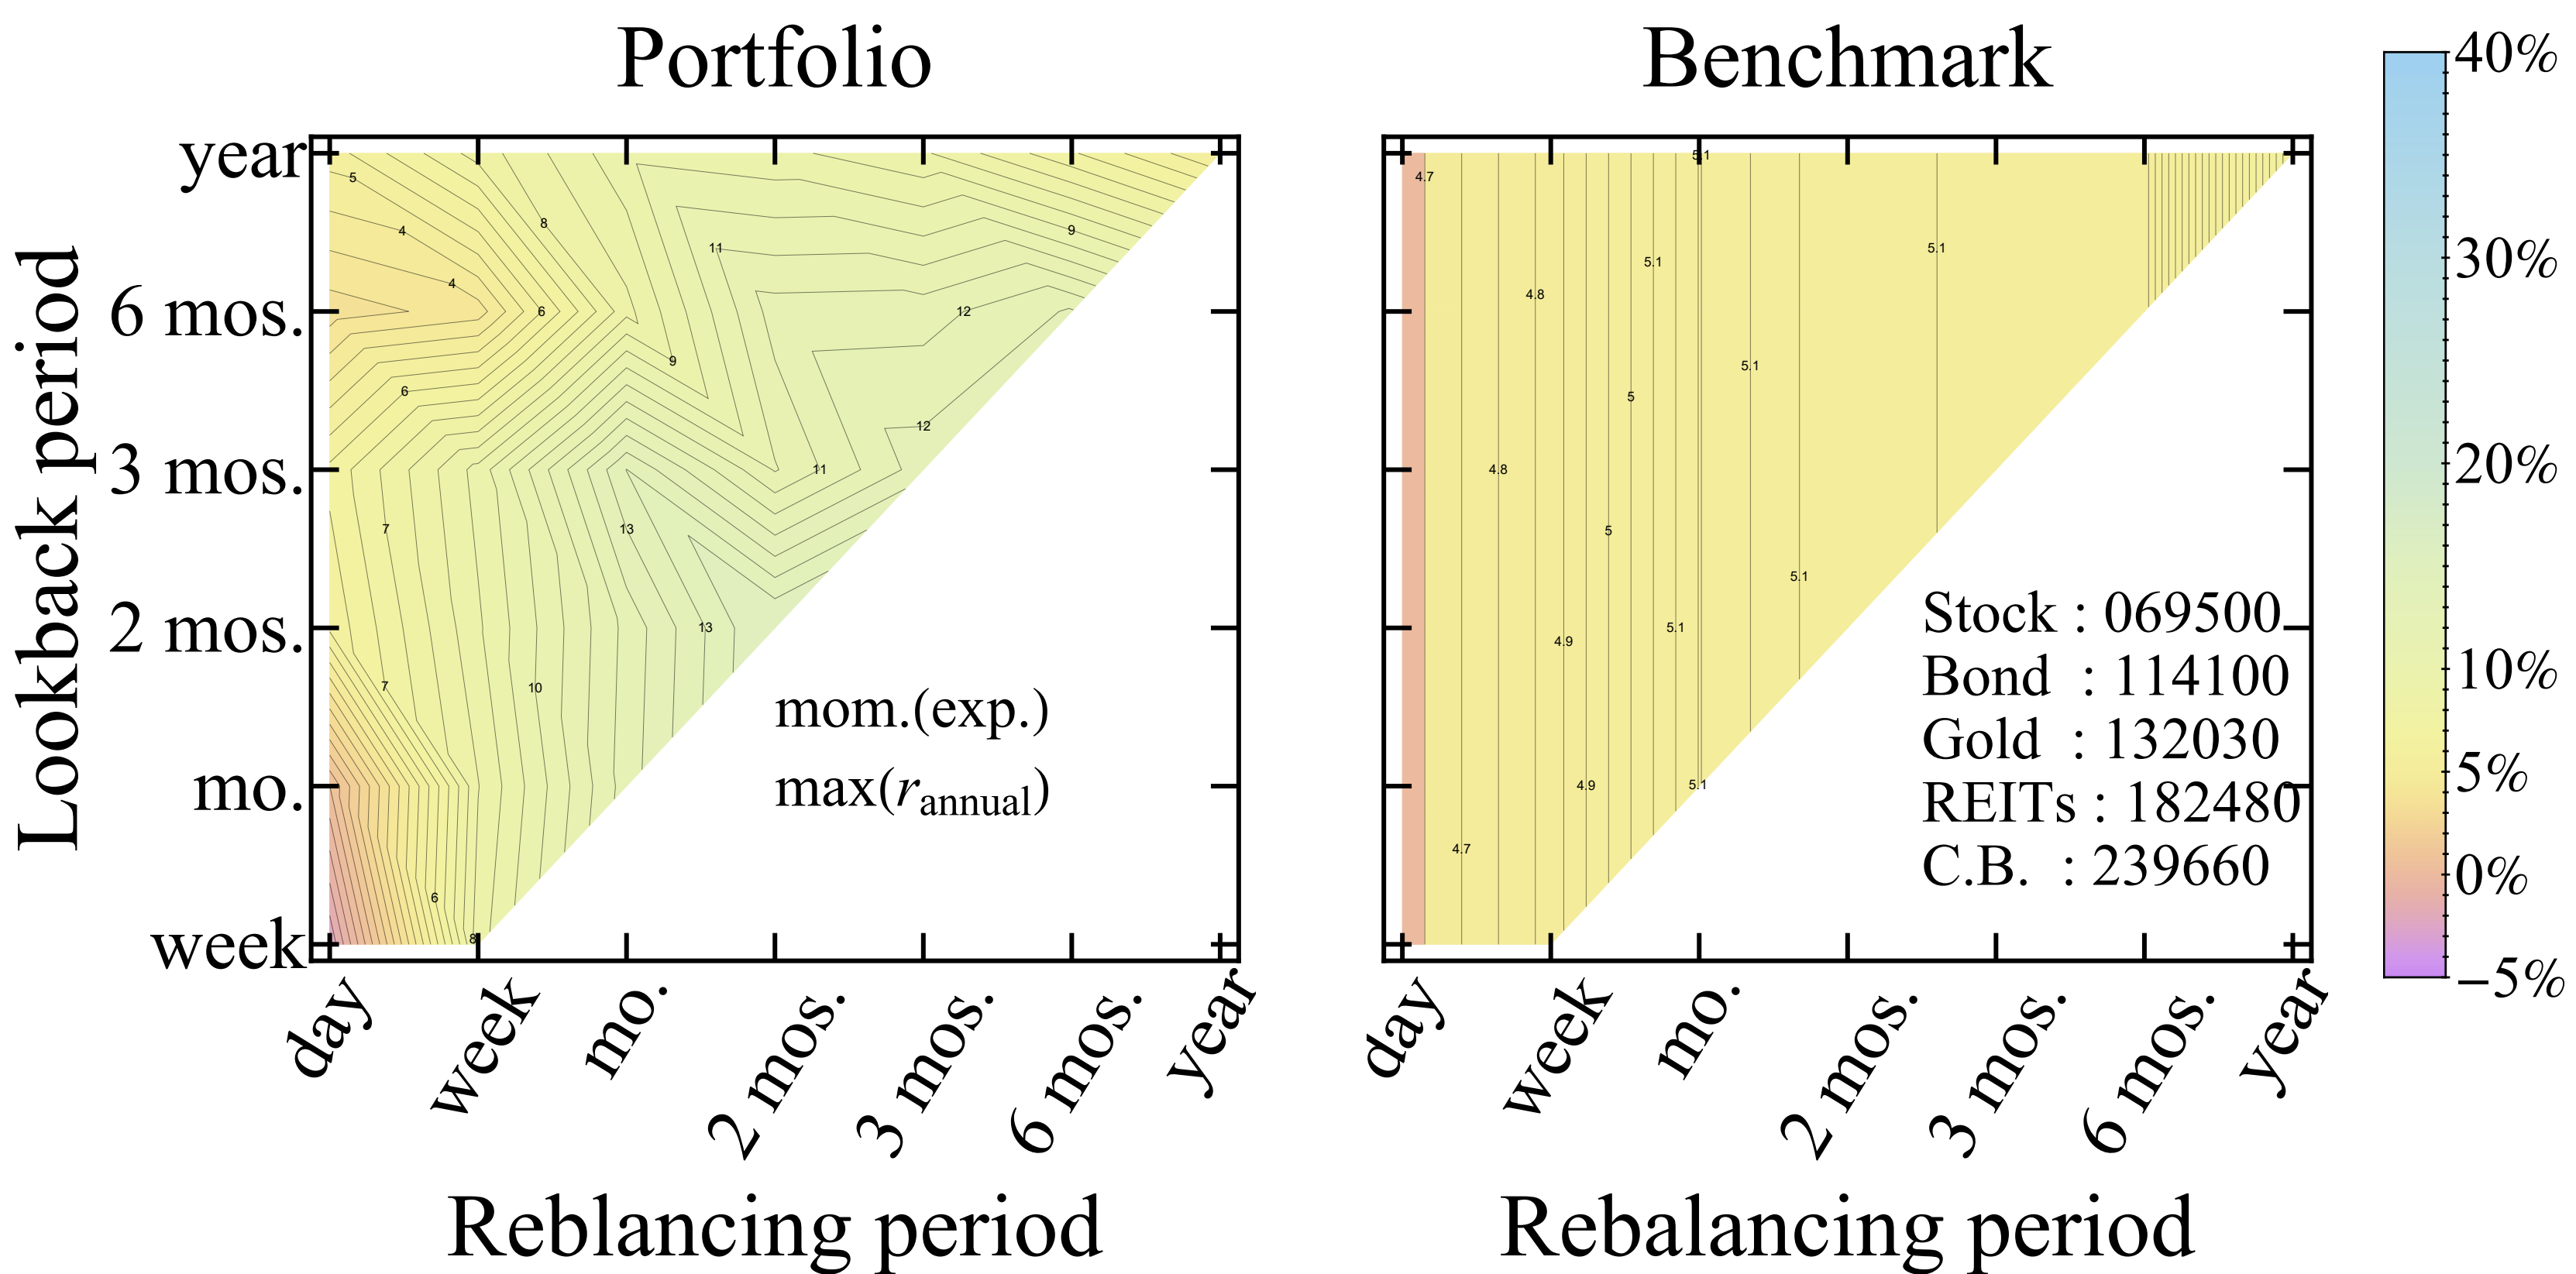 Portfolio
Benchmark
Lookback period
year
6 mos.
3 mos.
2 mos.
mo.
week
5
4
8
4
11
9
6
12
9
6
12
11
7
13
13
7
10
6
8
mom.(exp.)
max(r annual)
day
week
mo.
2 mos.
3 mos.
6 mos.
year
Reblancing period
5.1
4.7
5.1
5.1
4.8
5.1
5
4.8
5
5.1
5.1
4.9
4.9
5.1
4.7
Stock : 069500
Bond : 114100
Gold : 132030
REITs : 182480
C.B. : 239660
day
week
mo.
2 mos.
3 mos.
6 mos.
year
Rebalancing period
40%
30%
20%
10%
5%
0%
−5%